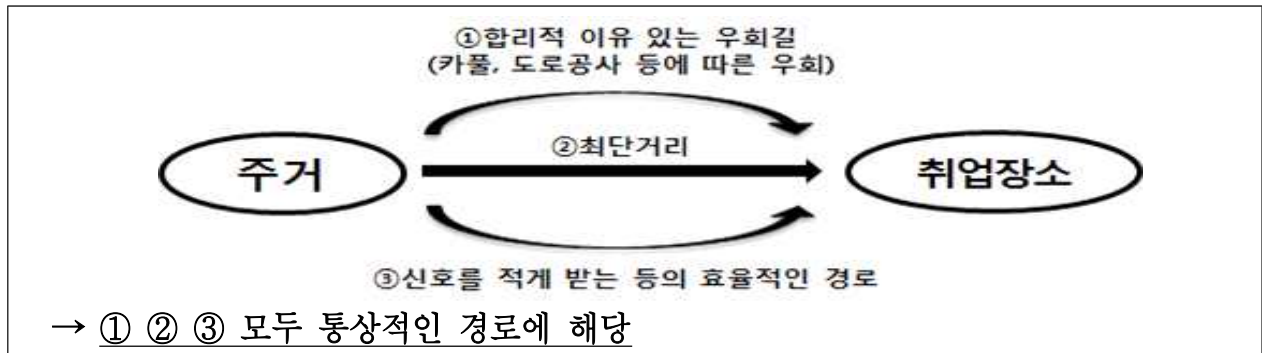 ①합리적 이유 있는 우회길
(카풀, 도로공사 등에 따른 우회)
②최단거리
주거
취업장소
③신호를 적게 받는 등의 효율적인 경로
→ ① ② ③ 모두 통상적인 경로에 해당